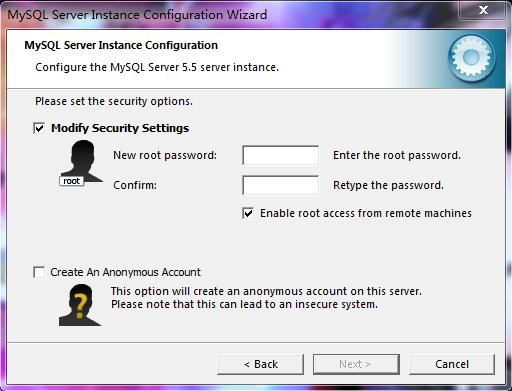 MySQL Server Instance Configuration Wizard
MySQL Server Instance Configuration
Configure the MySQL Server 5.5 server instance.
Please set the security options.
Modify Security Settings
root
New root password:
Enter the root password.
Confirm:
Retype the password.
Enable root access from remote machines
Create An Anonymous Account
This option will create an anonymous account on this server.
Please note that this can lead to an insecure system.
< Back
Next >
Cancel